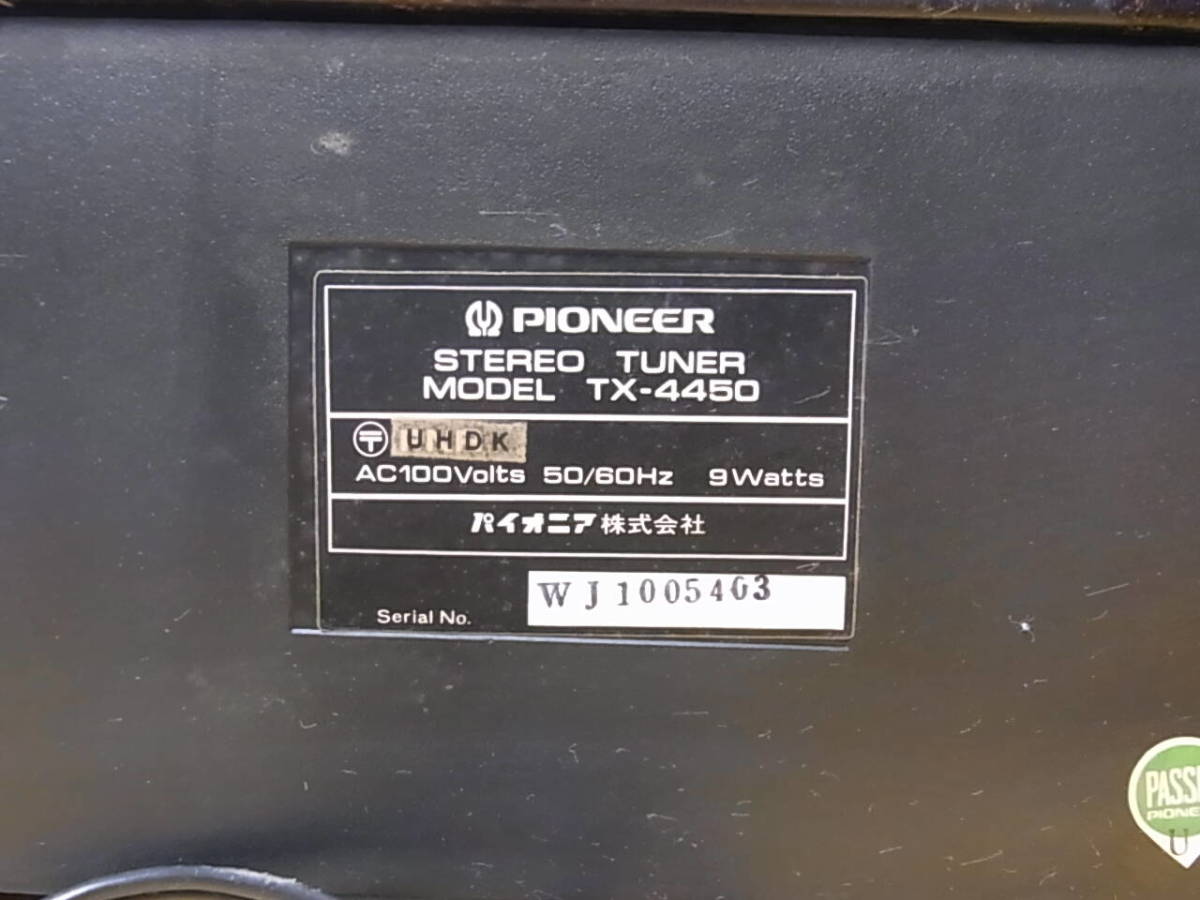 PIONEER
STEREO TUNER
MODEL TX-4450
〒 UHDK
AC100Volts 50/60Hz 9Watts
パイオニア株式会社
Serial No. WJ1005403
PIONE
U